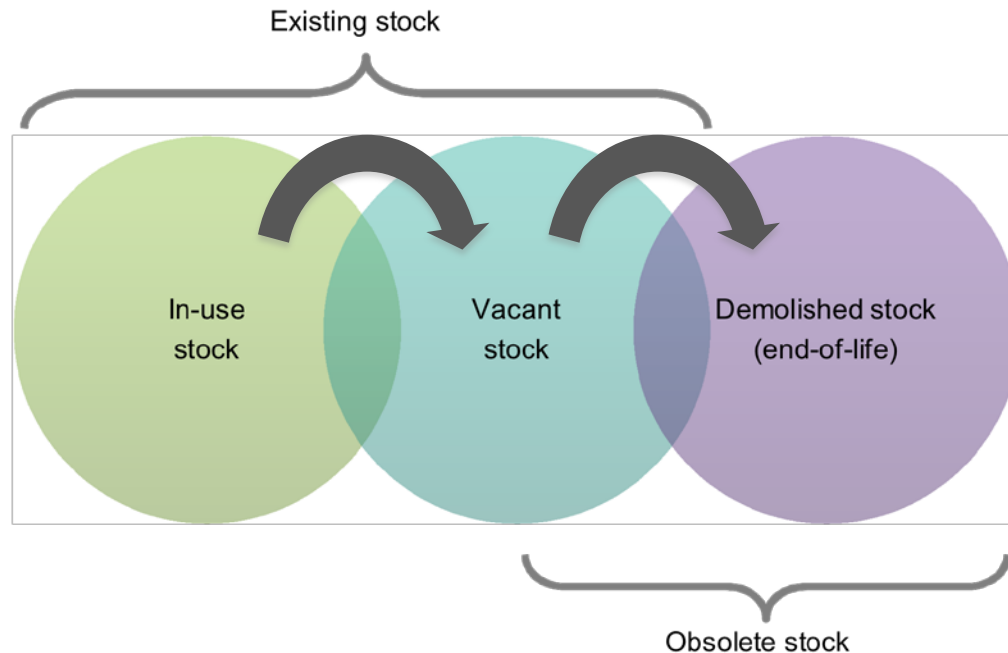 Existing stock
In-use
stock
Vacant
stock
Demolished stock
(end-of-life)
Obsolete stock